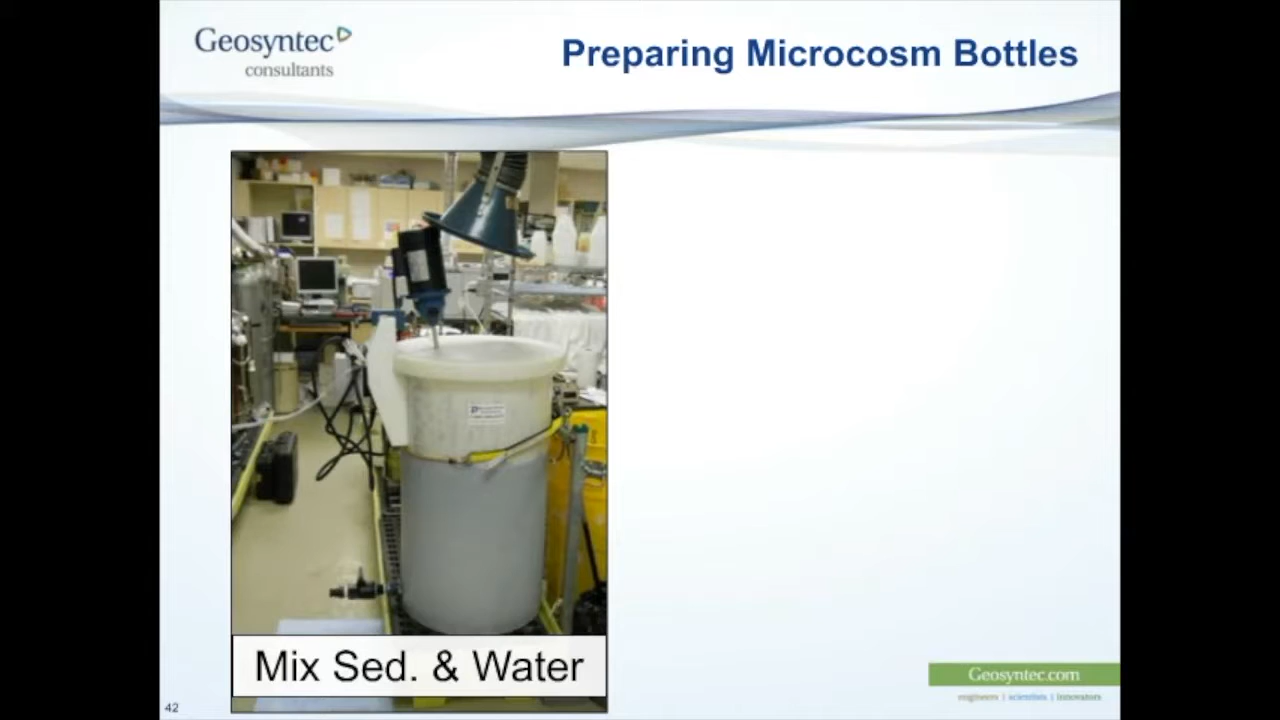 Geosyntec
consultants
Preparing Microcosm Bottles
Mix Sed. & Water
Geosyntec.com
engineers | scientists | innovators
42